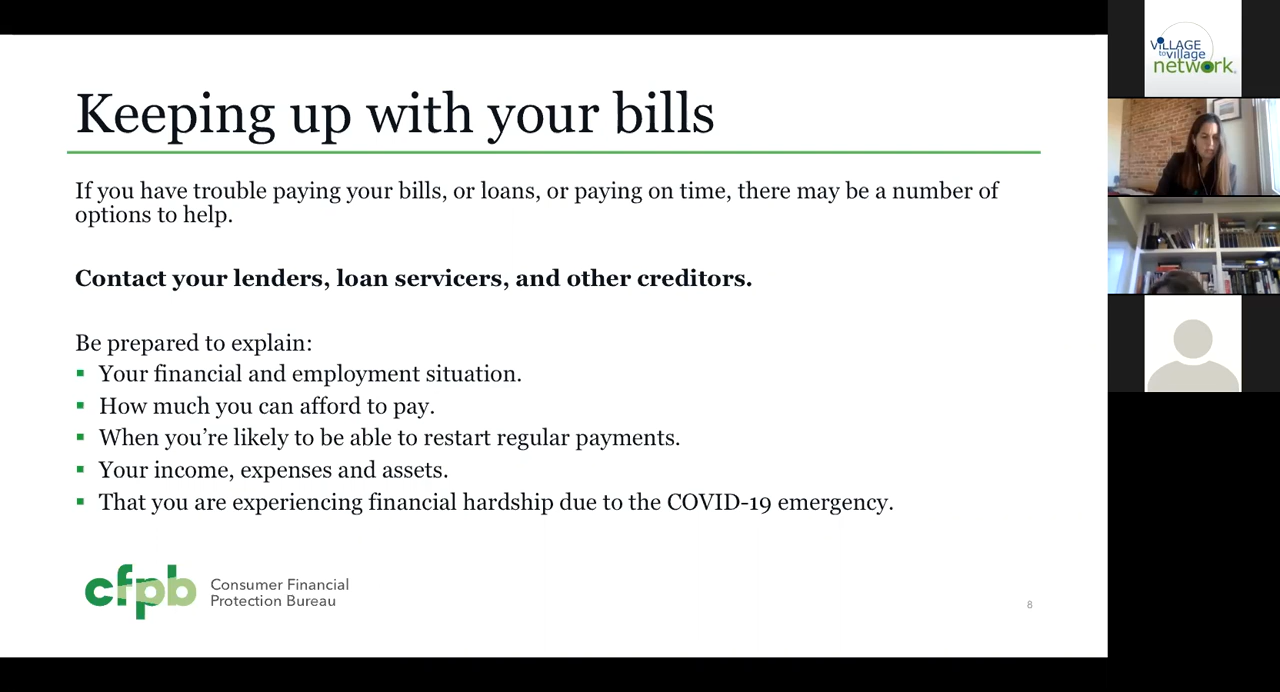 Keeping up with your bills
If you have trouble paying your bills, or loans, or paying on time, there may be a number of
options to help.
Contact your lenders, loan servicers, and other creditors.
Be prepared to explain:
▪ Your financial and employment situation.
▪ How much you can afford to pay.
▪ When you’re likely to be able to restart regular payments.
▪ Your income, expenses and assets.
▪ That you are experiencing financial hardship due to the COVID-19 emergency.
cfpb
Consumer Financial
Protection Bureau
8
ViLLAGE
to village
network